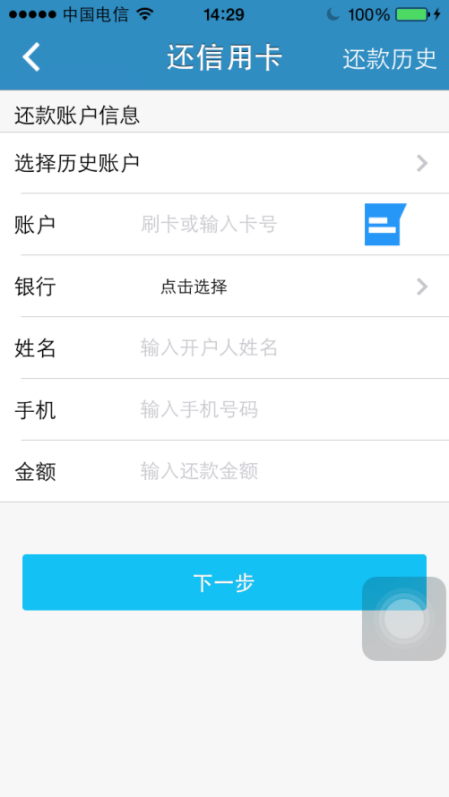 中国电信 14:29 100%
还信用卡 还款历史
还款账户信息
选择历史账户
账户 刷卡或输入卡号
银行 点击选择
姓名 输入开户人姓名
手机 输入手机号码
金额 输入还款金额
下一步